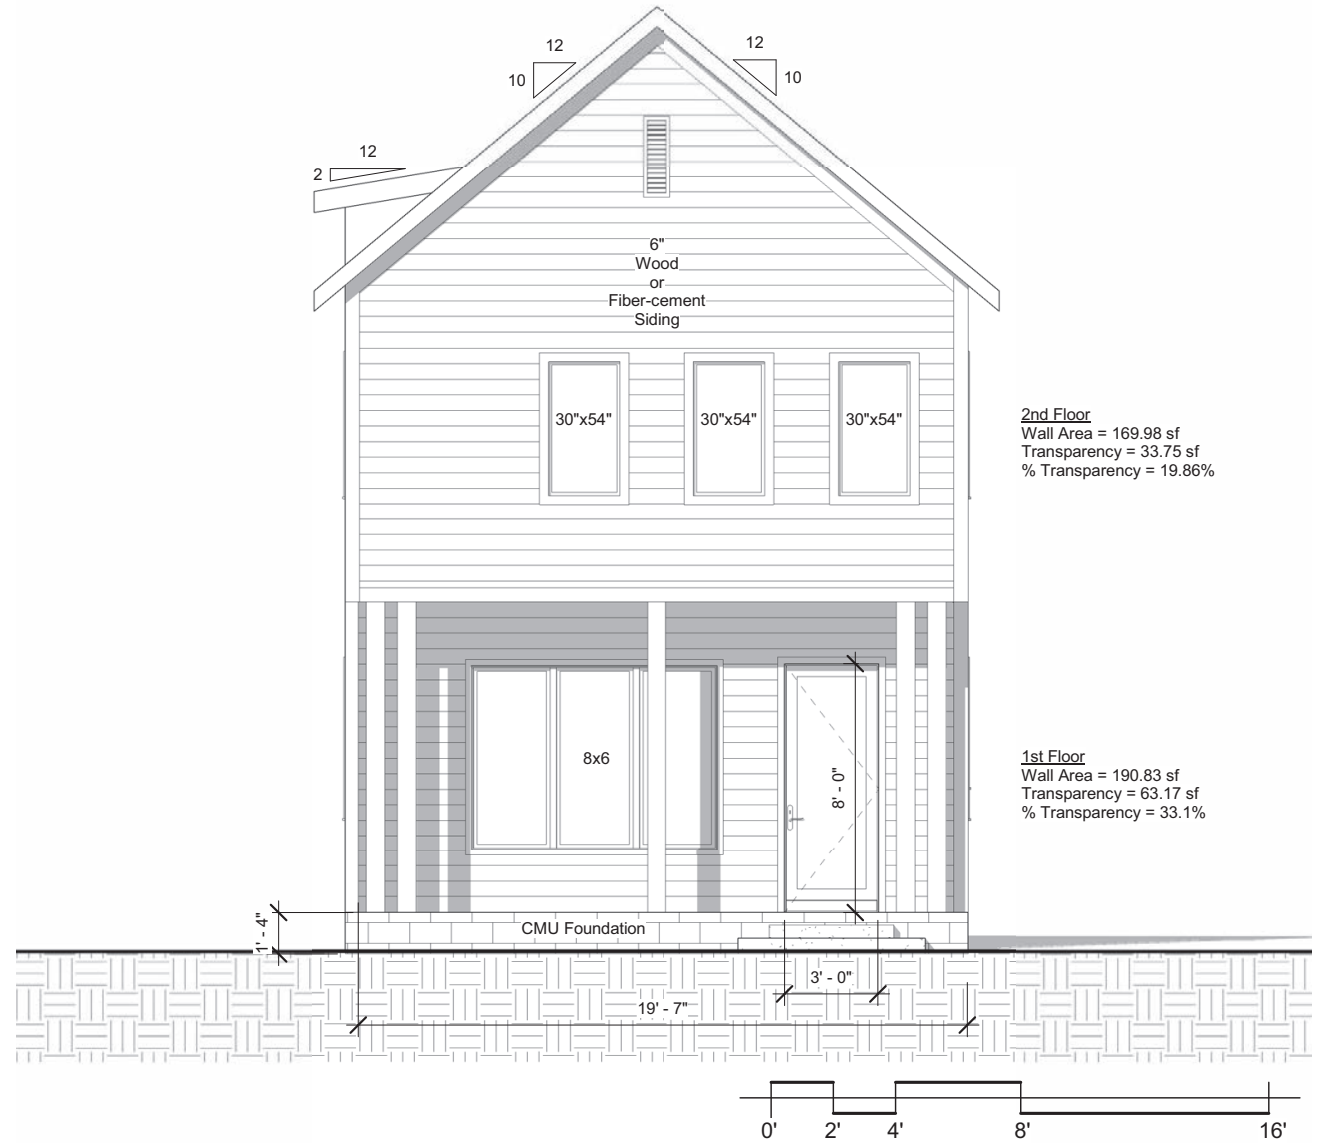 12
10
12
10
12
2
6"
Wood
or
Fiber-cement
Siding
30"x54"
30"x54"
30"x54"
2nd Floor
Wall Area = 169.98 sf
Transparency = 33.75 sf
% Transparency = 19.86%
8x6
8' - 0"
1st Floor
Wall Area = 190.83 sf
Transparency = 63.17 sf
% Transparency = 33.1%
1' - 4"
CMU Foundation
3' - 0"
19' - 7"
0' 2' 4' 8' 16'